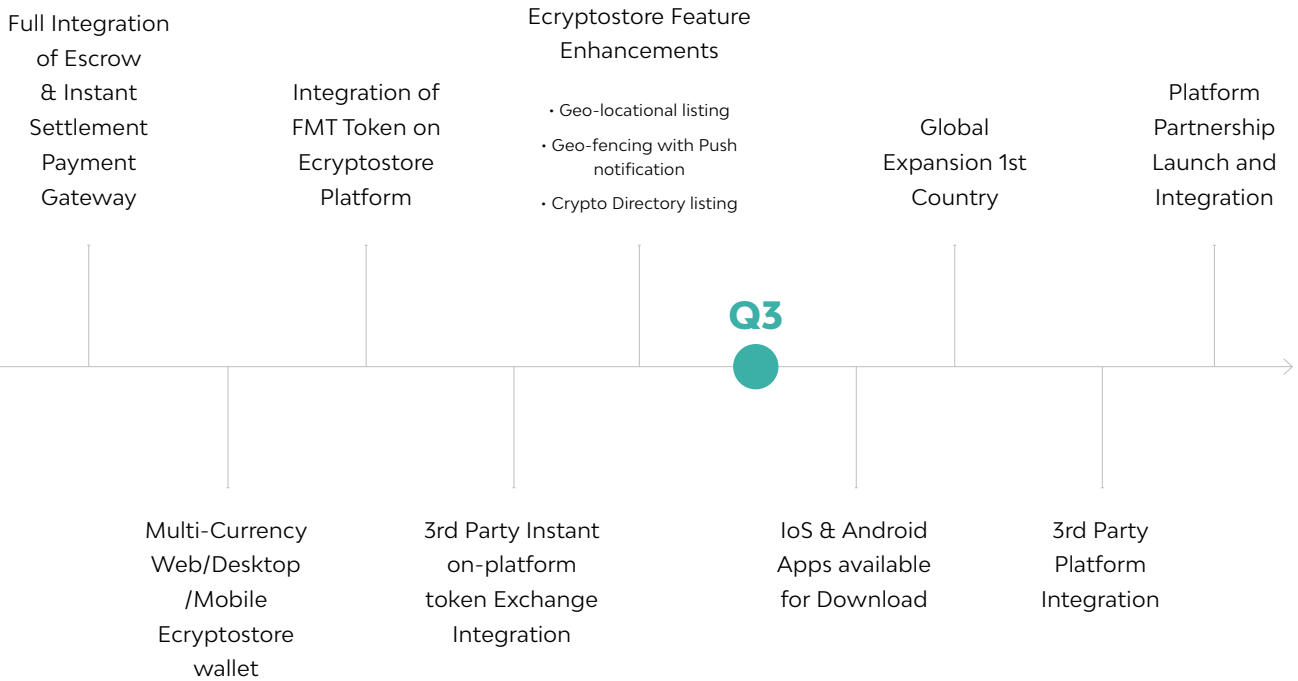 Full Integration
of Escrow
& Instant
Settlement
Payment
Gateway
Integration of
FMT Token on
Ecryptostore
Platform
Ecryptostore Feature
Enhancements
• Geo-locational listing
• Geo-fencing with Push
notification
• Crypto Directory listing
Global
Expansion 1st
Country
Platform
Partnership
Launch and
Integration
Q3
Multi-Currency
Web/Desktop
/Mobile
Ecryptostore
wallet
3rd Party Instant
on-platform
token Exchange
Integration
IoS & Android
Apps available
for Download
3rd Party
Platform
Integration